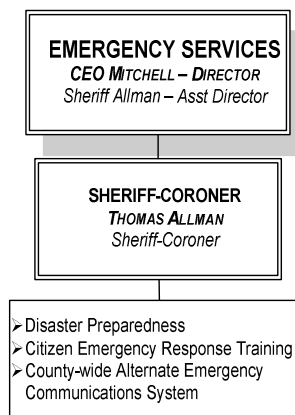 EMERGENCY SERVICES
CEO MITCHELL – DIRECTOR
Sheriff Allman – Asst Director
SHERIFF-CORONER
THOMAS ALLMAN
Sheriff-Coroner
➢Disaster Preparedness
➢Citizen Emergency Response Training
➢County-wide Alternate Emergency
Communications System